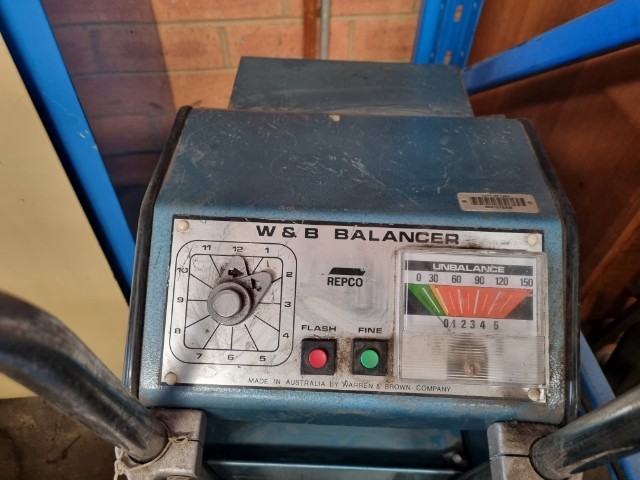 W & B BALANCER
11 12 1
10 2
9 3
8 4
7 6 5
REPCO
FLASH FINE
UNBALANCE
0 30 60 90 120 150
0 1 2 3 4 5
MADE IN AUSTRALIA BY WARREN & BROWN COMPANY